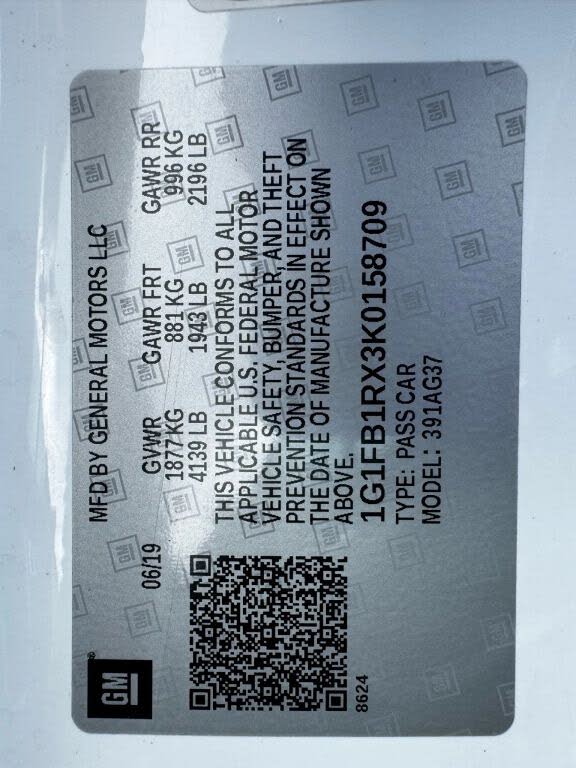 GM
MFD BY GENERAL MOTORS LLC
06/19 GVWR GAWR FRT GAWR RR
1877 KG 881 KG 996 KG
4139 LB 1943 LB 2196 LB
THIS VEHICLE CONFORMS TO ALL
APPLICABLE U.S. FEDERAL MOTOR
VEHICLE SAFETY, BUMPER, AND THEFT
PREVENTION STANDARDS IN EFFECT ON
THE DATE OF MANUFACTURE SHOWN
ABOVE.
1G1FB1RX3K0158709
TYPE: PASS CAR
MODEL: 391AG37
8624